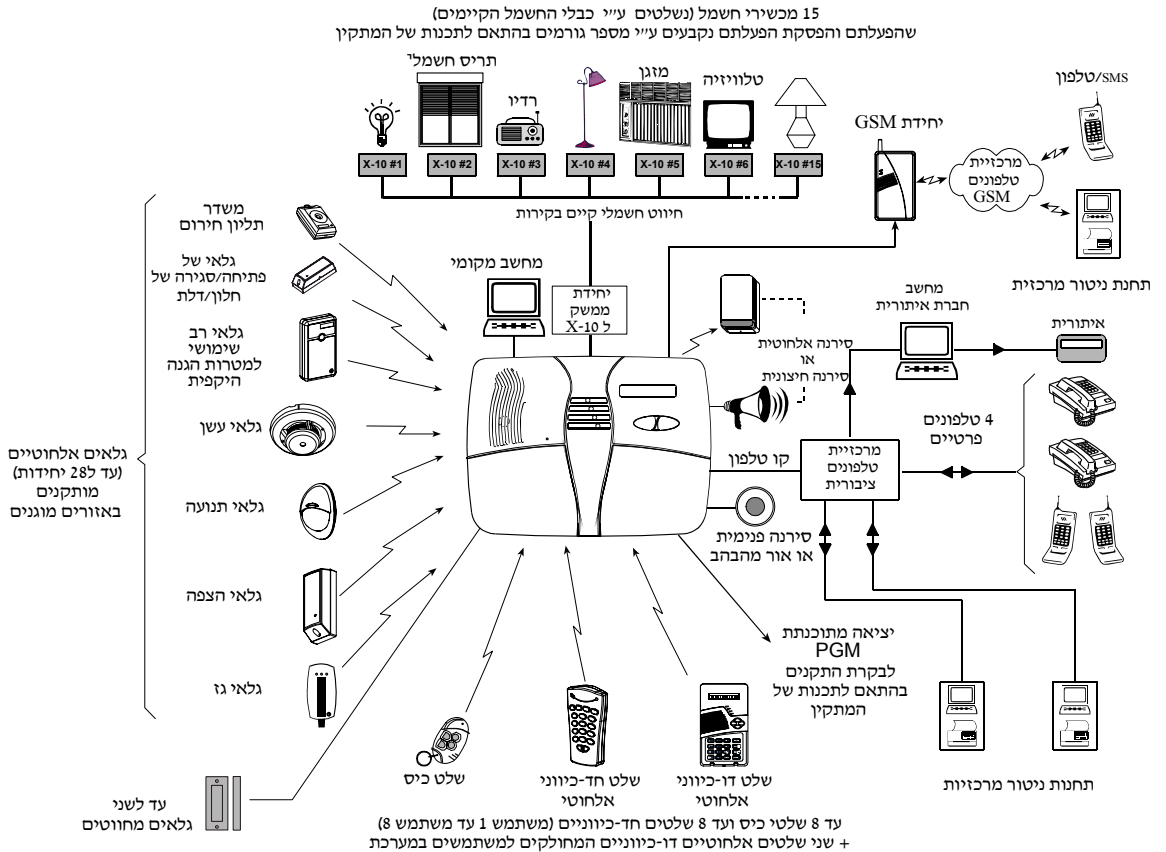 15 מכשירי חשמל (נשלטים ע״י כבלי החשמל הקיימים)
שהפעלתם והפסקת הפעלתם נקבעים ע״י מספר גורמים בהתאם לתכנות של המתקין
תריס חשמלי
רדיו
מזגן
טלוויזיה
X-10 #1
X-10 #2
X-10 #3
X-10 #4
X-10 #5
X-10 #6
X-10 #15
חיווט חשמלי קיים בקירות
יחידת GSM
טלפון/SMS
מרכזיית
טלפונים
GSM
תחנת ניטור מרכזית
משדר
תליון חירום
גלאי של
פתיחה/סגירה של
חלון/דלת
גלאי רב
שימושי
למטרות הגנה
היקפית
גלאי עשן
גלאי תנועה
גלאי הצפה
גלאי גז
גלאים אלחוטיים
(עד ל28 יחידות)
מותקנים
באזורים מוגנים
עד לשני
גלאים מחווטים
מחשב מקומי
יחידת
ממשק
ל X-10
סירנה אלחוטית
או
סירנה חיצונית
מחשב
חברת איתורית
איתורית
4 טלפונים
פרטיים
קו טלפון
מרכזיית
טלפונים
ציבורית
סירנה פנימית
או אור מהבהב
יציאה מתוכנתת
PGM
לבקרת התקנים
בהתאם לתכנות של
המתקין
תחנות ניטור מרכזיות
שלט כיס
שלט חד-כיווני
אלחוטי
שלט דו-כיווני
אלחוטי
עד 8 שלטי כיס ועד 8 שלטים חד-כיווניים (משתמש 1 עד משתמש 8)
+ שני שלטים אלחוטיים דו-כיווניים המחולקים למשתמשים במערכת